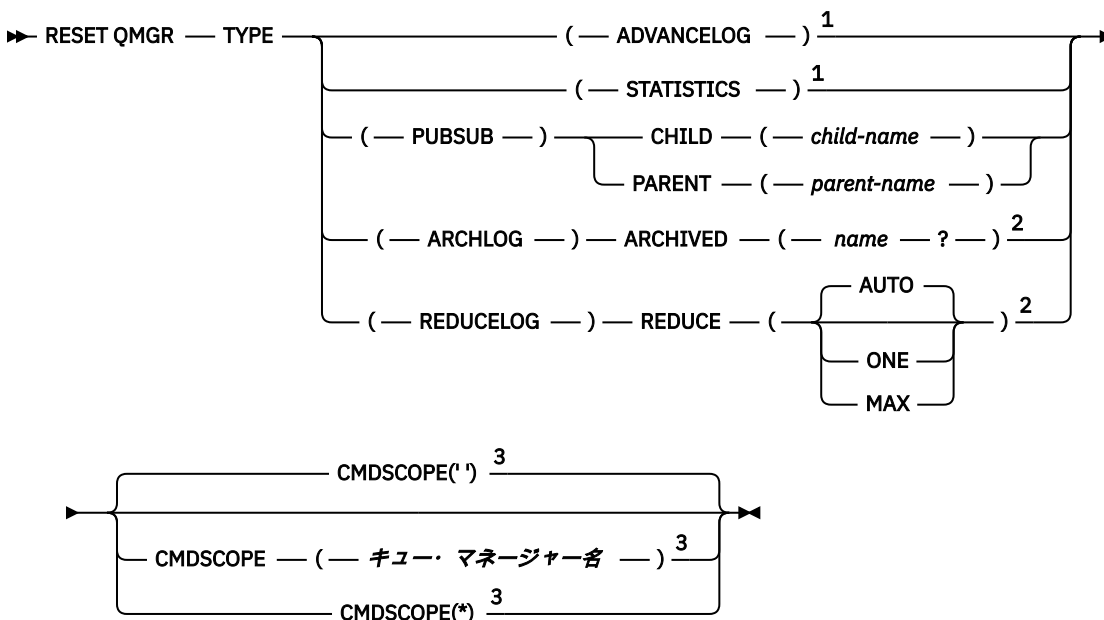 RESET QMGR TYPE ( ADVANCELOG ) 1
( STATISTICS ) 1
( PUBSUB ) CHILD ( child-name )
PARENT ( parent-name )
( ARCHLOG ) ARCHIVED ( name ? ) 2
AUTO
( REDUCELOG ) REDUCE ( ) 2
ONE
MAX
CMDSCOPE(' ') 3
CMDSCOPE ( キュー・ マネージャー名 ) 3
CMDSCOPE(*) 3